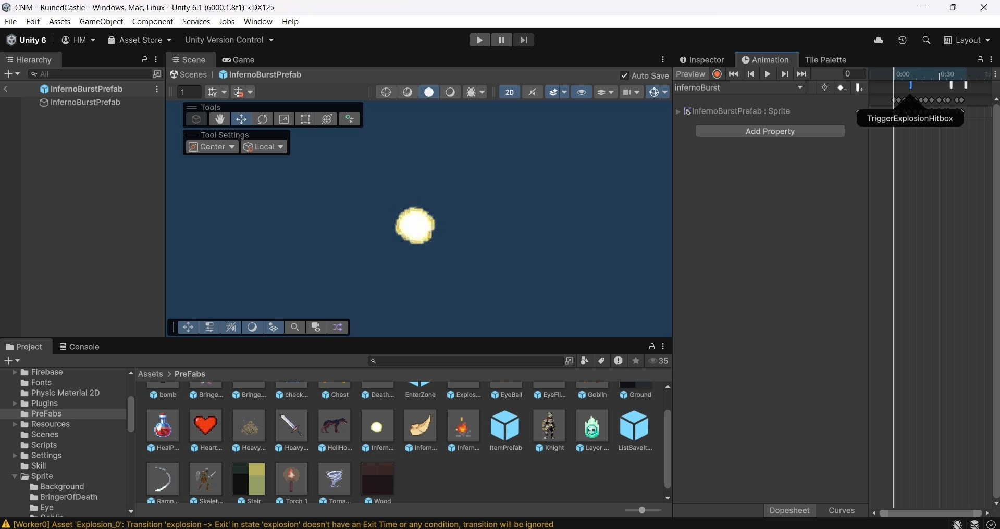 CNM - RuinedCastle - Windows, Mac, Linux - Unity 6.1 (6000.1.8f1) <DX12>
File Edit Assets GameObject Component Services Jobs Window Help
Unity 6 HM Asset Store Unity Version Control Layout
Hierarchy
Scene Game
Inspector Animation Tile Palette
All
Scenes InfernoBurstPrefab Auto Save
Preview 0 0:00 0:30
InfernoBurstPrefab
InfernoBurstPrefab
1 2D
infernoBurst
Tools
Tool Settings
Center Local
InfernoBurstPrefab : Sprite
TriggerExplosionHitbox
Add Property
Project Console
35
Firebase
Fonts
Physic Material 2D
Plugins
PreFabs
Resources
Scenes
Scripts
Settings
Skill
Sprite
Background
BringerOfDeath
Eye
Assets > PreFabs
bomb Bringe... Bringe... check... Chest Death... EnterZone Explos... EyeBall EyeFli... Goblin Ground
HealP... Heart... Heavy... Heavy... HellHo... Infern... Infern... Infern... ItemPrefab Knight Layer ... ListSaveIt...
Ramp... Skelet... Stair Torch 1 Torna... Wood
Dopesheet Curves
[Worker0] Asset 'Explosion_0': Transition 'explosion -> Exit' in state 'explosion' doesn't have an Exit Time or any condition, transition will be ignored